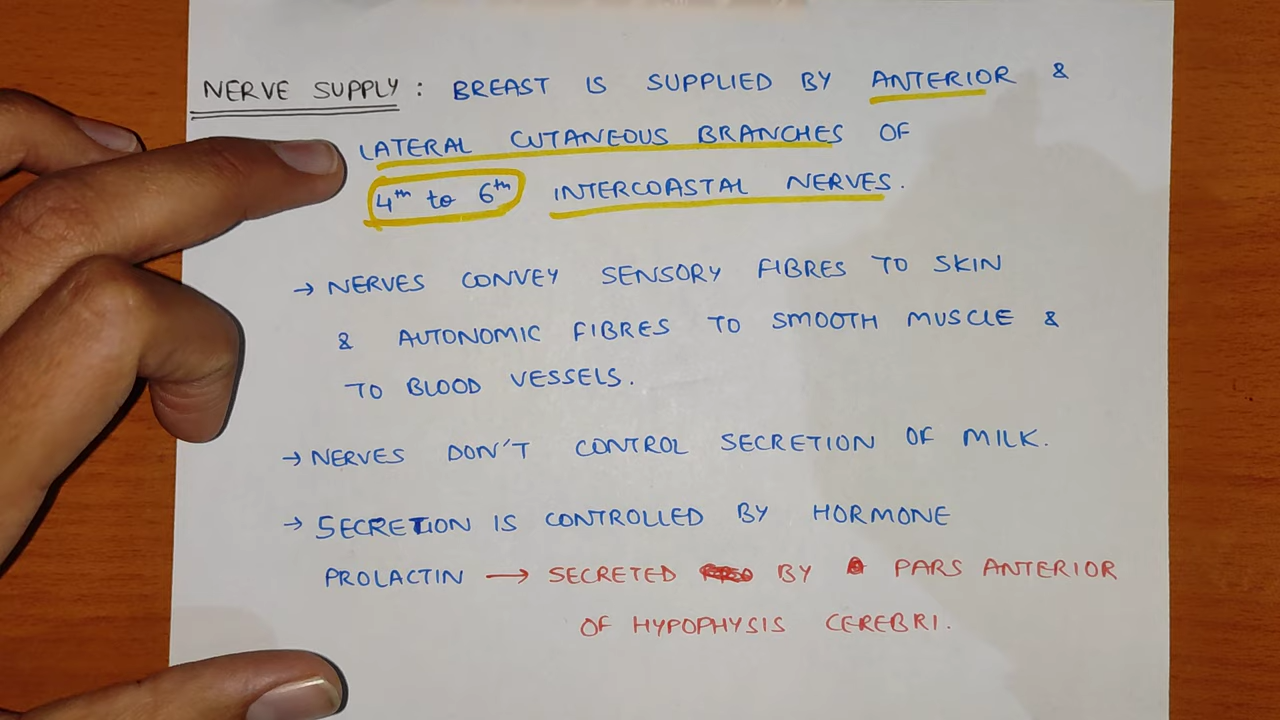 NERVE SUPPLY : BREAST IS SUPPLIED BY ANTERIOR &
LATERAL CUTANEOUS BRANCHES OF
4th to 6th INTERCOASTAL NERVES.
→ NERVES CONVEY SENSORY FIBRES TO SKIN
& AUTONOMIC FIBRES TO SMOOTH MUSCLE &
TO BLOOD VESSELS.
→ NERVES DON'T CONTROL SECRETION OF MILK.
→ SECRETION IS CONTROLLED BY HORMONE
PROLACTIN → SECRETED BY PARS ANTERIOR
OF HYPOPHYSIS CEREBRI.